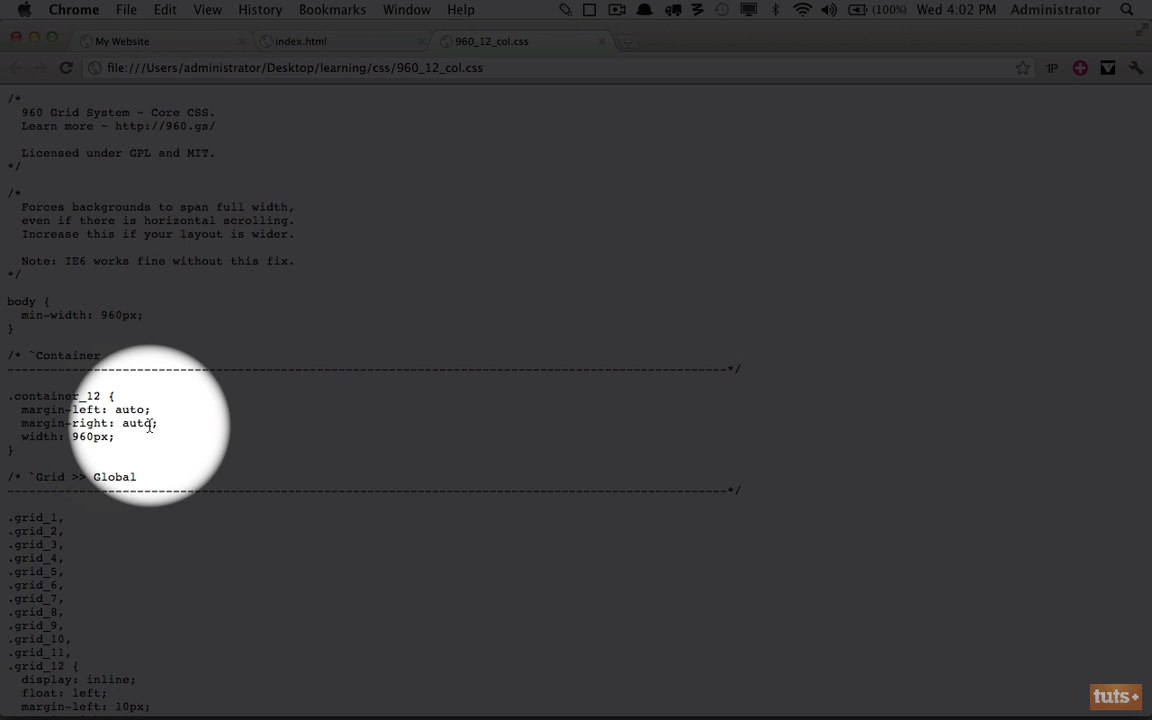 Chrome File Edit View History Bookmarks Window Help (100%) Wed 4:02 PM Administrator
My Website index.html 960_12_col.css
file:///Users/administrator/Desktop/learning/css/960_12_col.css 1P
/*
960 Grid System ~ Core CSS.
Learn more ~ http://960.gs/
Licensed under GPL and MIT.
*/
/*
Forces backgrounds to span full width,
even if there is horizontal scrolling.
Increase this if your layout is wider.
Note: IE6 works fine without this fix.
*/
body {
min-width: 960px;
}
/* `Container
----------------------------------------------------------------------------------------------------*/
.container_12 {
margin-left: auto;
margin-right: auto;
width: 960px;
}
/* `Grid >> Global
----------------------------------------------------------------------------------------------------*/
.grid_1,
.grid_2,
.grid_3,
.grid_4,
.grid_5,
.grid_6,
.grid_7,
.grid_8,
.grid_9,
.grid_10,
.grid_11,
.grid_12 {
display: inline;
float: left;
margin-left: 10px;
tuts+